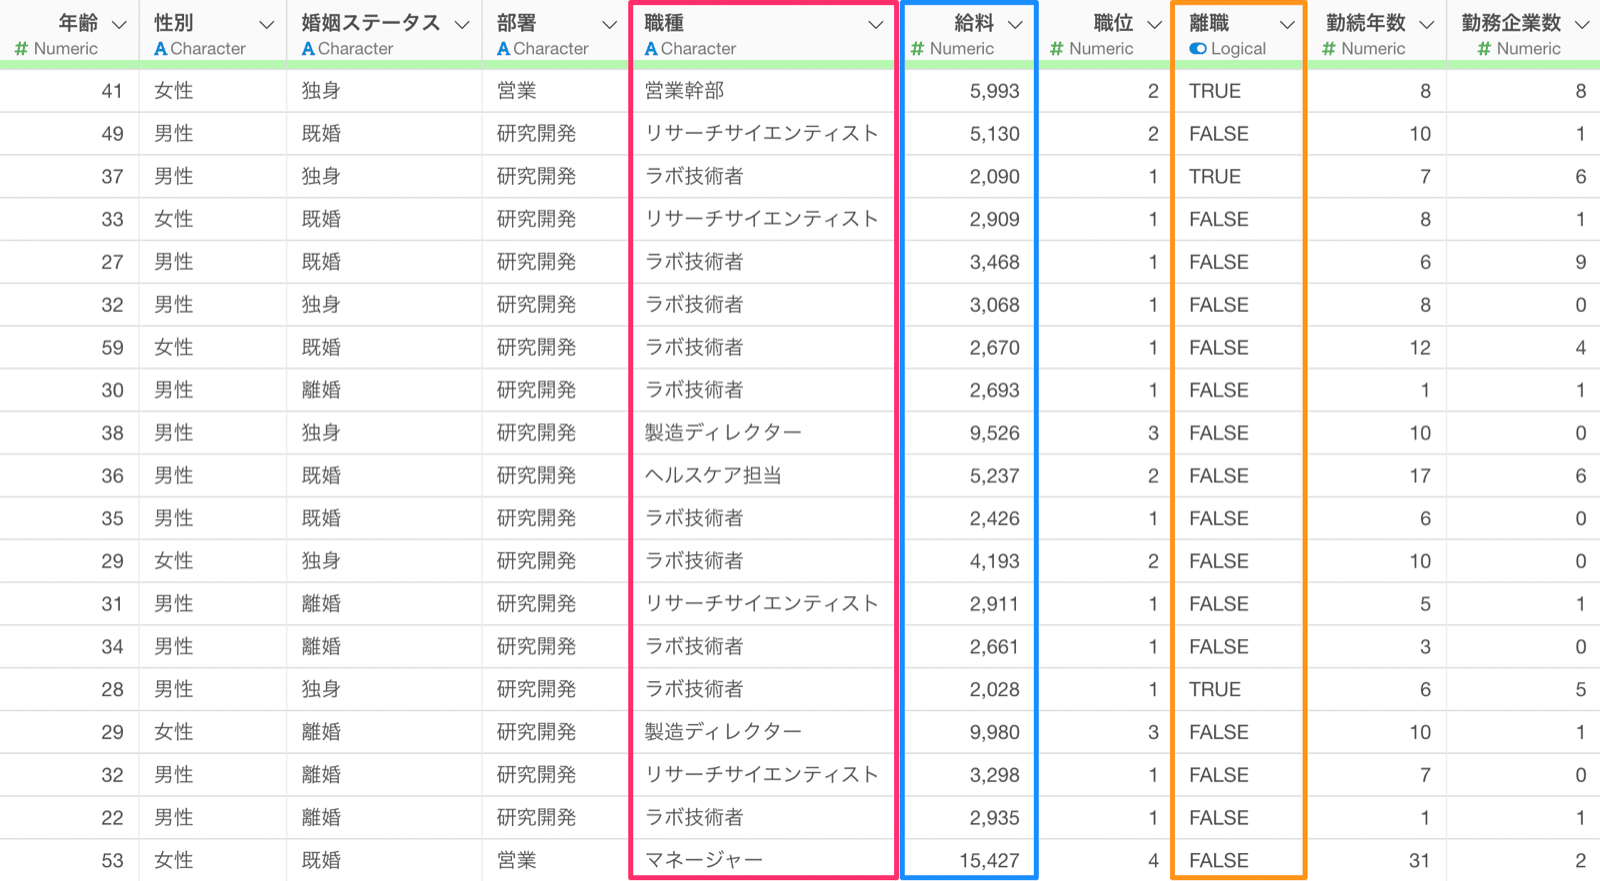 年齢 性別 婚姻ステータス 部署 職種 給料 職位 離職 勤続年数 勤務企業数
# Numeric A Character A Character A Character A Character # Numeric # Numeric Logical # Numeric # Numeric
41 女性 独身 営業 営業幹部 5,993 2 TRUE 8 8
49 男性 既婚 研究開発 リサーチサイエンティスト 5,130 2 FALSE 10 1
37 男性 独身 研究開発 ラボ技術者 2,090 1 TRUE 7 6
33 女性 既婚 研究開発 リサーチサイエンティスト 2,909 1 FALSE 8 1
27 男性 既婚 研究開発 ラボ技術者 3,468 1 FALSE 6 9
32 男性 独身 研究開発 ラボ技術者 3,068 1 FALSE 8 0
59 女性 既婚 研究開発 ラボ技術者 2,670 1 FALSE 12 4
30 男性 離婚 研究開発 ラボ技術者 2,693 1 FALSE 1 1
38 男性 独身 研究開発 製造ディレクター 9,526 3 FALSE 10 0
36 男性 既婚 研究開発 ヘルスケア担当 5,237 2 FALSE 17 6
35 男性 既婚 研究開発 ラボ技術者 2,426 1 FALSE 6 0
29 女性 独身 研究開発 ラボ技術者 4,193 2 FALSE 10 0
31 男性 離婚 研究開発 リサーチサイエンティスト 2,911 1 FALSE 5 1
34 男性 離婚 研究開発 ラボ技術者 2,661 1 FALSE 3 0
28 男性 独身 研究開発 ラボ技術者 2,028 1 TRUE 6 5
29 女性 離婚 研究開発 製造ディレクター 9,980 3 FALSE 10 1
32 男性 離婚 研究開発 リサーチサイエンティスト 3,298 1 FALSE 7 0
22 男性 離婚 研究開発 ラボ技術者 2,935 1 FALSE 1 1
53 女性 既婚 営業 マネージャー 15,427 4 FALSE 31 2